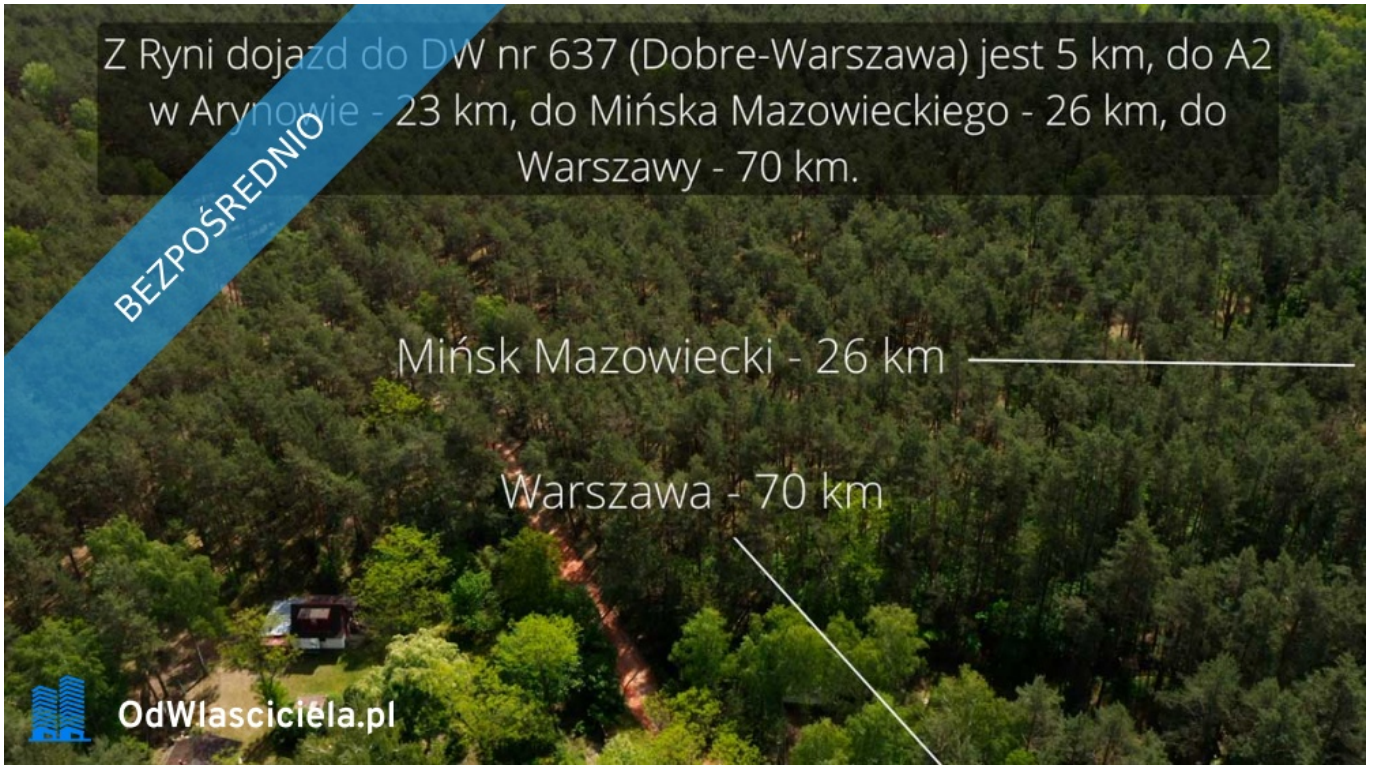 Z Ryni dojazd do DW nr 637 (Dobre-Warszawa) jest 5 km, do A2
w Arynowie - 23 km, do Mińska Mazowieckiego - 26 km, do
Warszawy - 70 km.
BEZPOŚREDNIO
Mińsk Mazowiecki - 26 km
Warszawa - 70 km
OdWlasciciela.pl